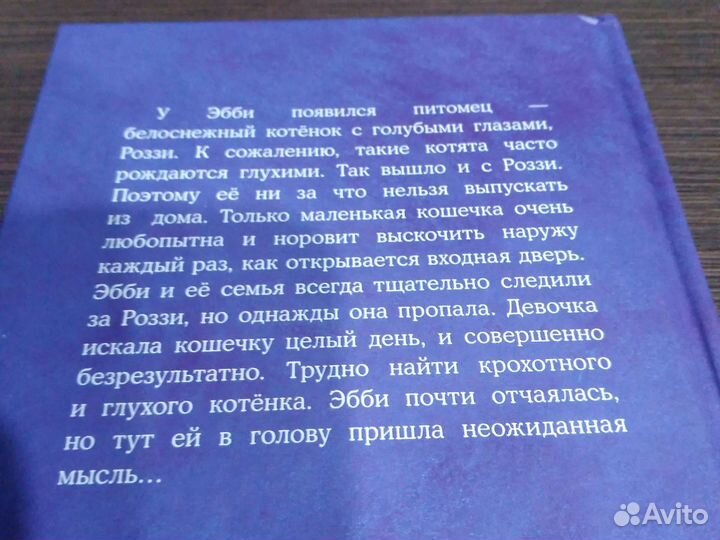 У Эбби появился питомец —
белоснежный котёнок с голубыми глазами,
Роззи. К сожалению, такие котята часто
рождаются глухими. Так вышло и с Роззи.
Поэтому её ни за что нельзя выпускать
из дома. Только маленькая кошечка очень
любопытна и норовит выскочить наружу
каждый раз, как открывается входная дверь.
Эбби и её семья всегда тщательно следили
за Роззи, но однажды она пропала. Девочка
искала кошечку целый день, и совершенно
безрезультатно. Трудно найти крохотного
и глухого котёнка. Эбби почти отчаялась,
но тут ей в голову пришла неожиданная
мысль...
Avito